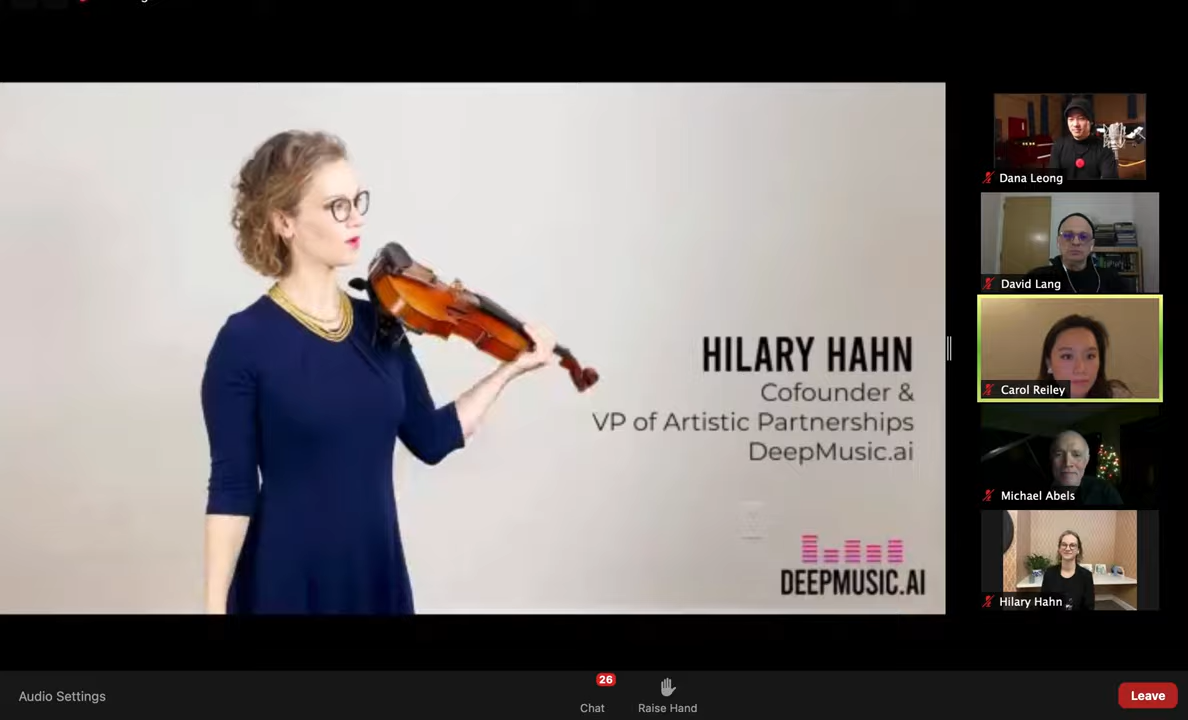 HILARY HAHN
Cofounder &
VP of Artistic Partnerships
DeepMusic.ai
DEEPMUSIC.AI
Dana Leong
David Lang
Carol Reiley
Michael Abels
Hilary Hahn
Audio Settings
26
Chat
Raise Hand
Leave